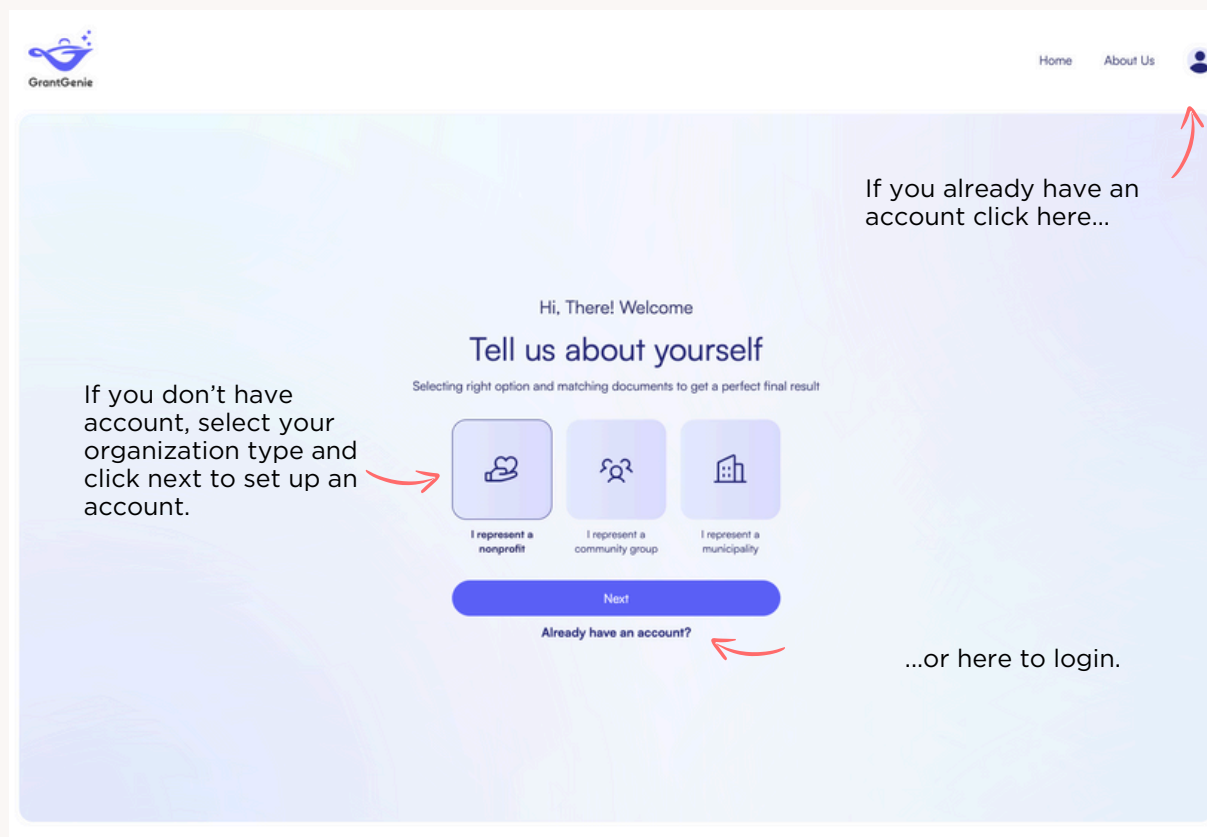 GrantGenie
Home
About Us
If you already have an
account click here...
Hi, There! Welcome
Tell us about yourself
Selecting right option and matching documents to get a perfect final result
If you don’t have
account, select your
organization type and
click next to set up an
account.
I represent a
nonprofit
I represent a
community group
I represent a
municipality
Next
Already have an account?
...or here to login.